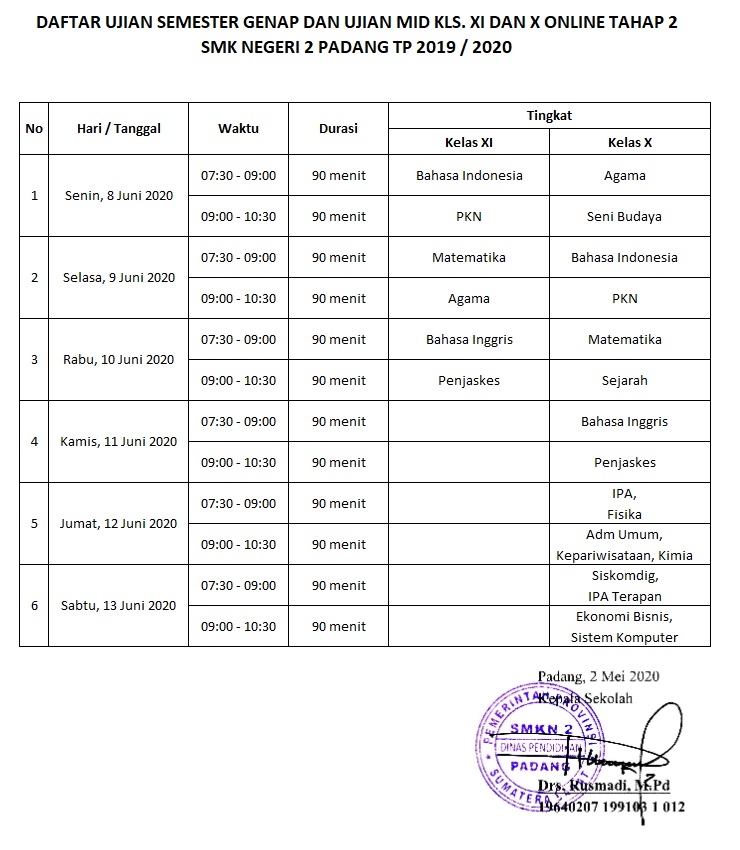 DAFTAR UJIAN SEMESTER GENAP DAN UJIAN MID KLS. XI DAN X ONLINE TAHAP 2
SMK NEGERI 2 PADANG TP 2019 / 2020
No Hari / Tanggal Waktu Durasi Tingkat
Kelas XI Kelas X
1 Senin, 8 Juni 2020 07:30 - 09:00 90 menit Bahasa Indonesia Agama
09:00 - 10:30 90 menit PKN Seni Budaya
2 Selasa, 9 Juni 2020 07:30 - 09:00 90 menit Matematika Bahasa Indonesia
09:00 - 10:30 90 menit Agama PKN
3 Rabu, 10 Juni 2020 07:30 - 09:00 90 menit Bahasa Inggris Matematika
09:00 - 10:30 90 menit Penjaskes Sejarah
4 Kamis, 11 Juni 2020 07:30 - 09:00 90 menit Bahasa Inggris
09:00 - 10:30 90 menit Penjaskes
5 Jumat, 12 Juni 2020 07:30 - 09:00 90 menit IPA,
Fisika
09:00 - 10:30 90 menit Adm Umum,
Kepariwisataan, Kimia
6 Sabtu, 13 Juni 2020 07:30 - 09:00 90 menit Siskomdig,
IPA Terapan
09:00 - 10:30 90 menit Ekonomi Bisnis,
Sistem Komputer
Padang, 2 Mei 2020
Kepala Sekolah
PEMERINTAH PROVINSI
SMKN 2
DINAS PENDIDIKAN
PADANG
SUMATERA BARAT
Drs. Rusmadi, M.Pd
19640207 199103 1 012